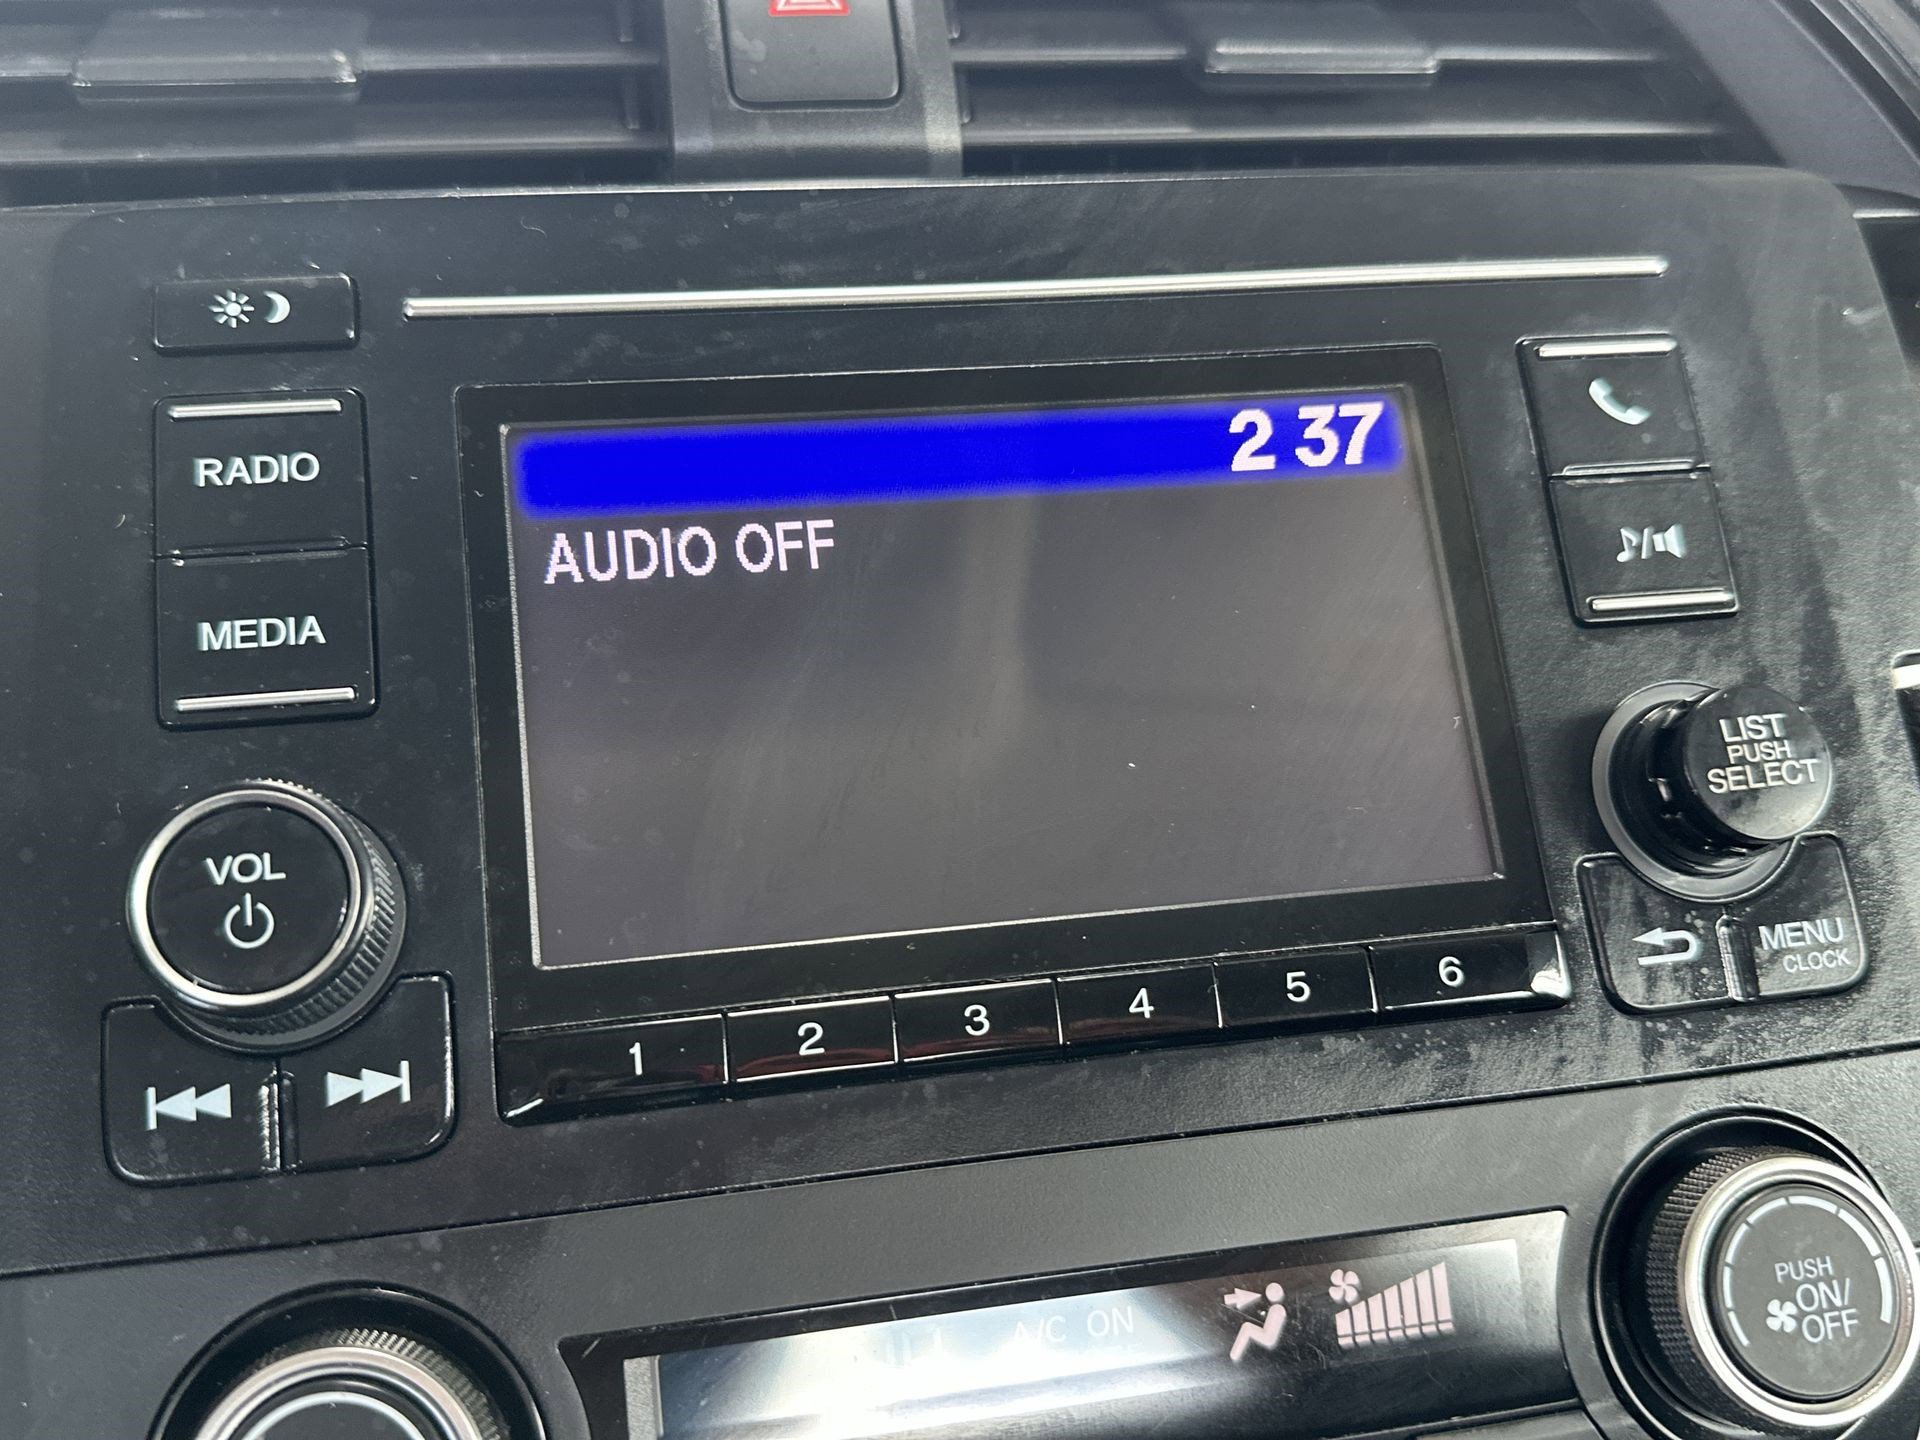 2 37
AUDIO OFF
RADIO
MEDIA
VOL
LIST
PUSH
SELECT
MENU
CLOCK
1 2 3 4 5 6
A/C ON
PUSH
ON/
OFF